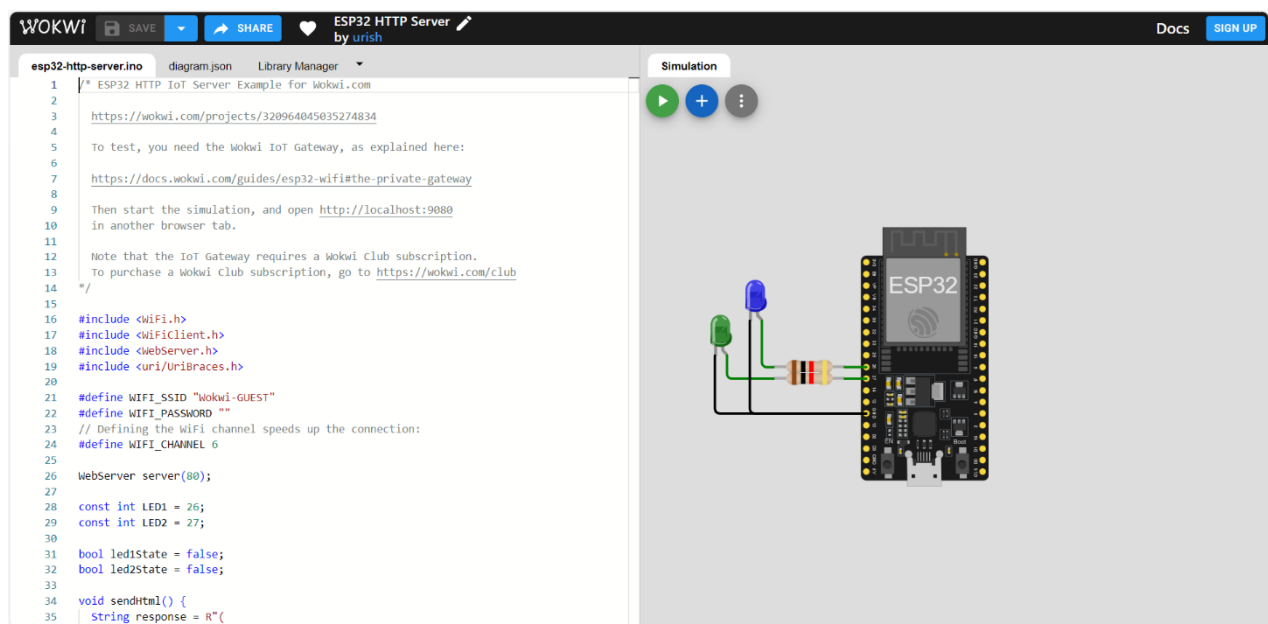 WOKWI SAVE SHARE ESP32 HTTP Server Docs SIGN UP
by urish
esp32-http-server.ino diagram.json Library Manager
1 /* ESP32 HTTP IoT Server Example for Wokwi.com
2
3 https://wokwi.com/projects/320964045035274834
4
5 To test, you need the Wokwi IoT Gateway, as explained here:
6
7 https://docs.wokwi.com/guides/esp32-wifi#the-private-gateway
8
9 Then start the simulation, and open http://localhost:9080
10 in another browser tab.
11
12 Note that the IoT Gateway requires a Wokwi Club subscription.
13 To purchase a Wokwi Club subscription, go to https://wokwi.com/club
14 */
15
16 #include <WiFi.h>
17 #include <WiFiClient.h>
18 #include <WebServer.h>
19 #include <uri/UriBraces.h>
20
21 #define WIFI_SSID "Wokwi-GUEST"
22 #define WIFI_PASSWORD ""
23 // Defining the WiFi channel speeds up the connection:
24 #define WIFI_CHANNEL 6
25
26 WebServer server(80);
27
28 const int LED1 = 26;
29 const int LED2 = 27;
30
31 bool led1State = false;
32 bool led2State = false;
33
34 void sendHtml() {
35 String response = R"(
Simulation
ESP32
EN
Boot